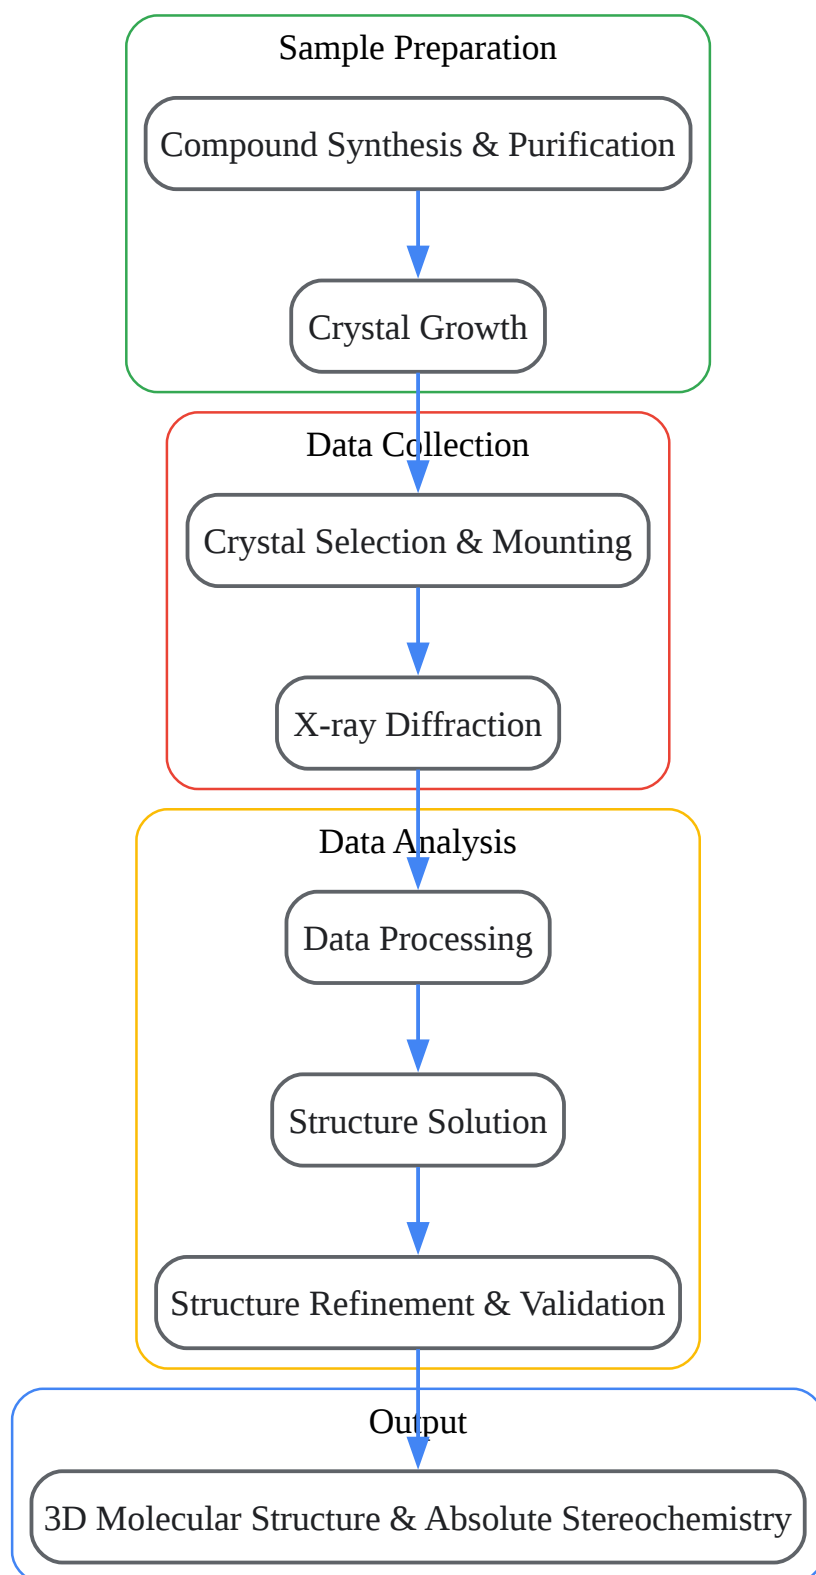 Sample Preparation
Compound Synthesis & Purification
Crystal Growth
Data Collection
Crystal Selection & Mounting
X-ray Diffraction
Data Analysis
Data Processing
Structure Solution
Structure Refinement & Validation
Output
3D Molecular Structure & Absolute Stereochemistry